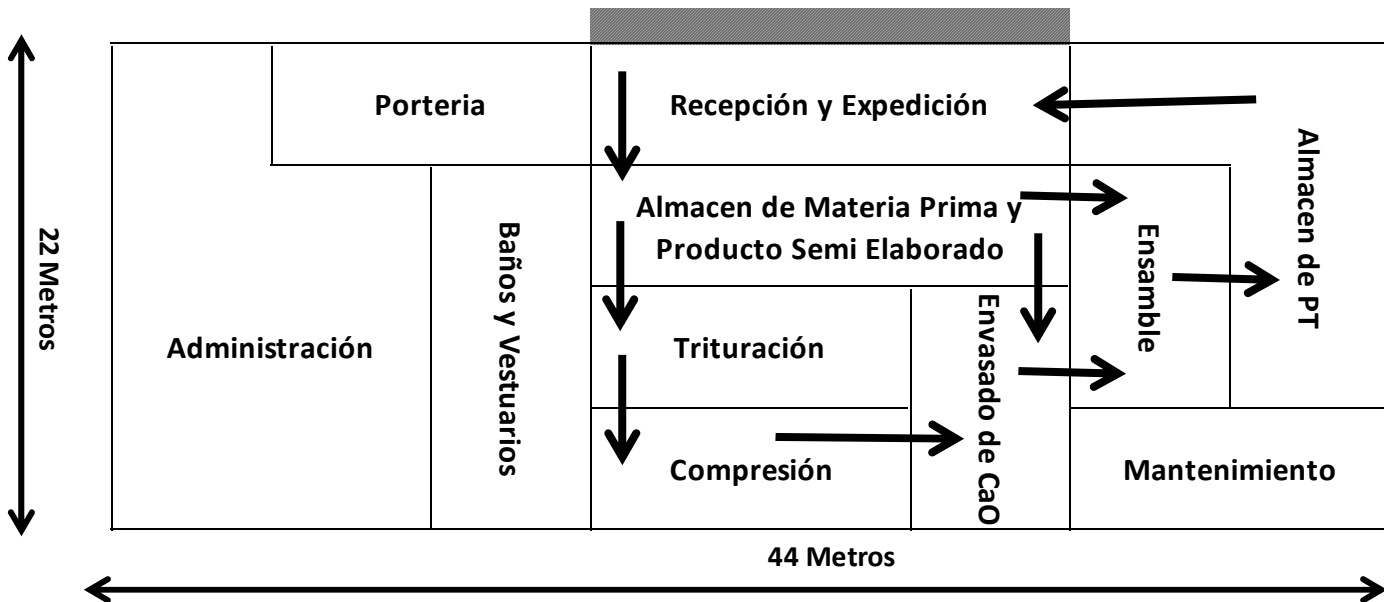 Porteria
Recepción y Expedición
Almacen de PT
22 Metros
Administración
Baños y Vestuarios
Almacen de Materia Prima y
Producto Semi Elaborado
Ensamble
Trituración
Envasado de CaO
Compresión
Mantenimiento
44 Metros